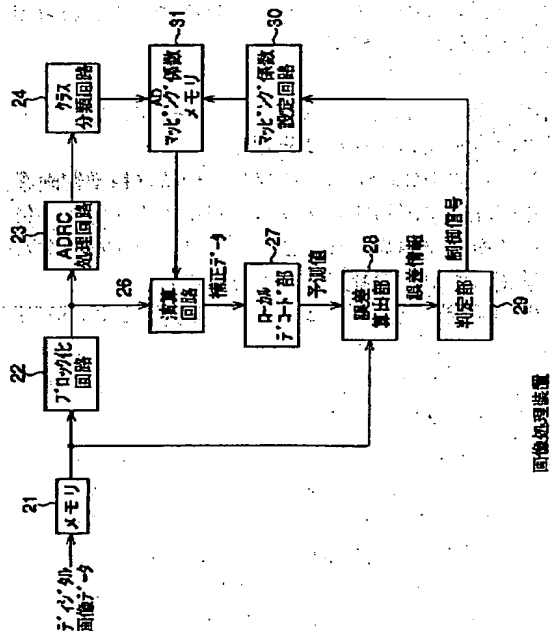 ディジタル
画像データ
21
メモリ
22
ブロック化
回路
23
ADRC
処理回路
24
クラス
分類回路
26
演算
回路
31
AD
マッピング係数
メモリ
補正データ
27
ローカル
デコード部
30
マッピング係数
設定回路
予測値
28
誤差
算出部
誤差情報
29
判定部
制御信号
画像処理装置